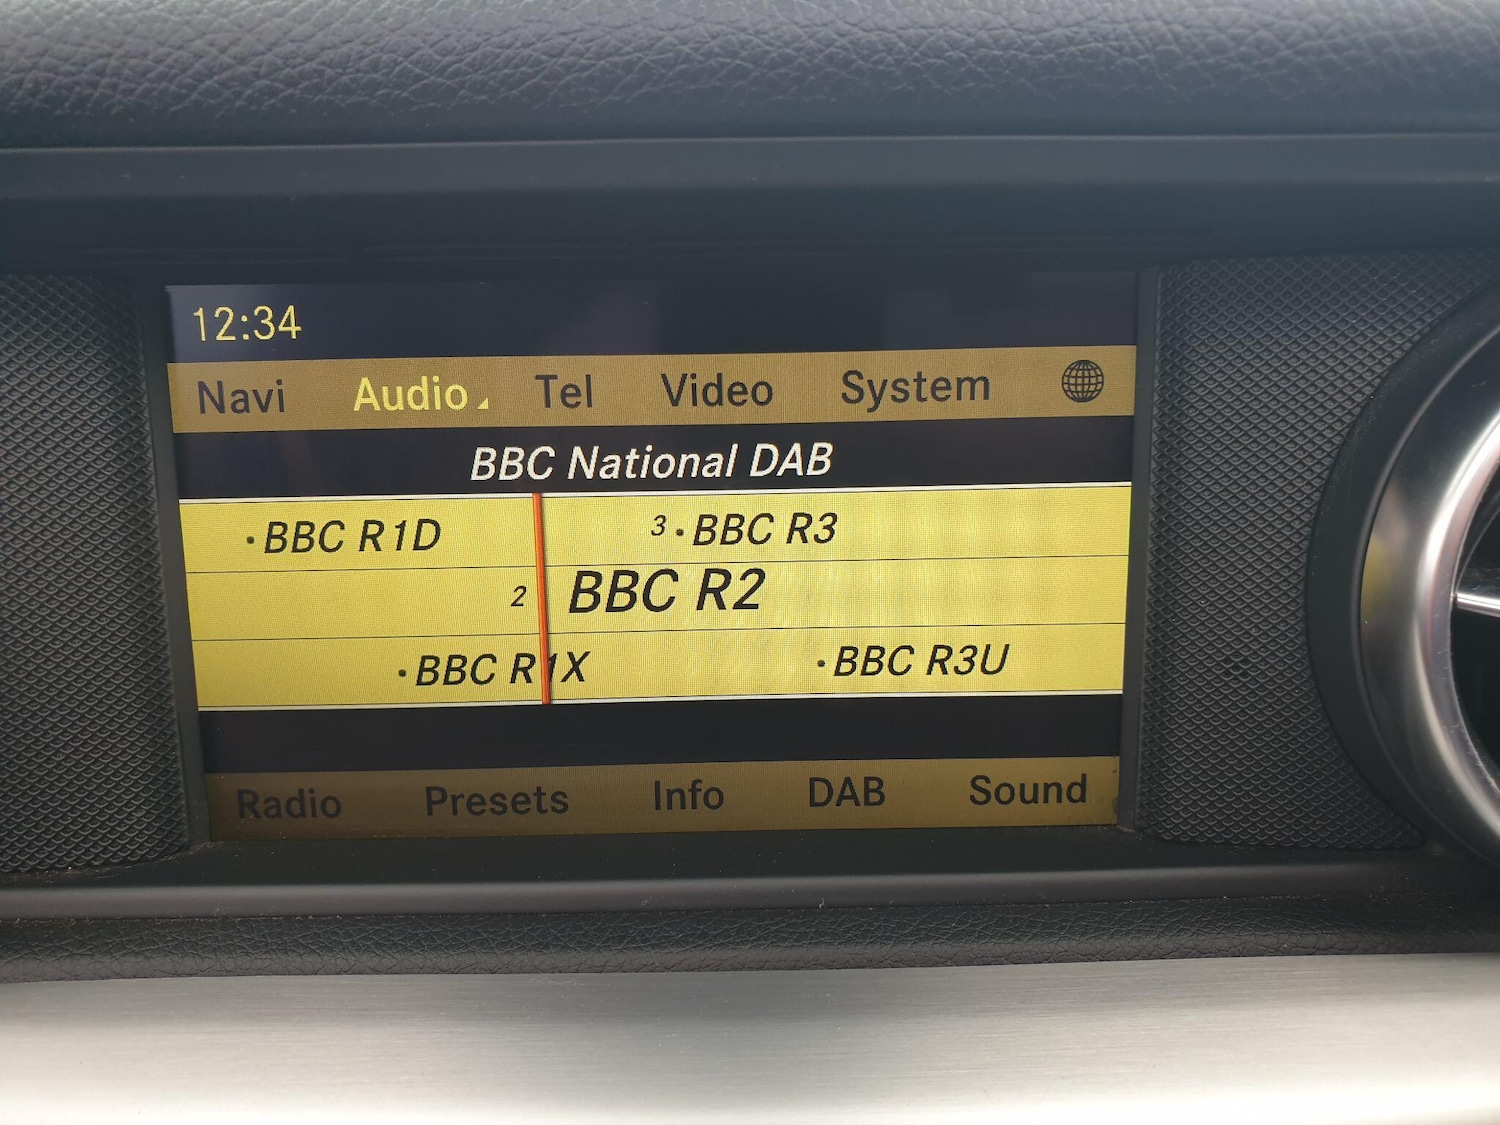 12:34
Navi Audio Tel Video System
BBC National DAB
·BBC R1D 3·BBC R3
2 BBC R2
·BBC R1X ·BBC R3U
Radio Presets Info DAB Sound